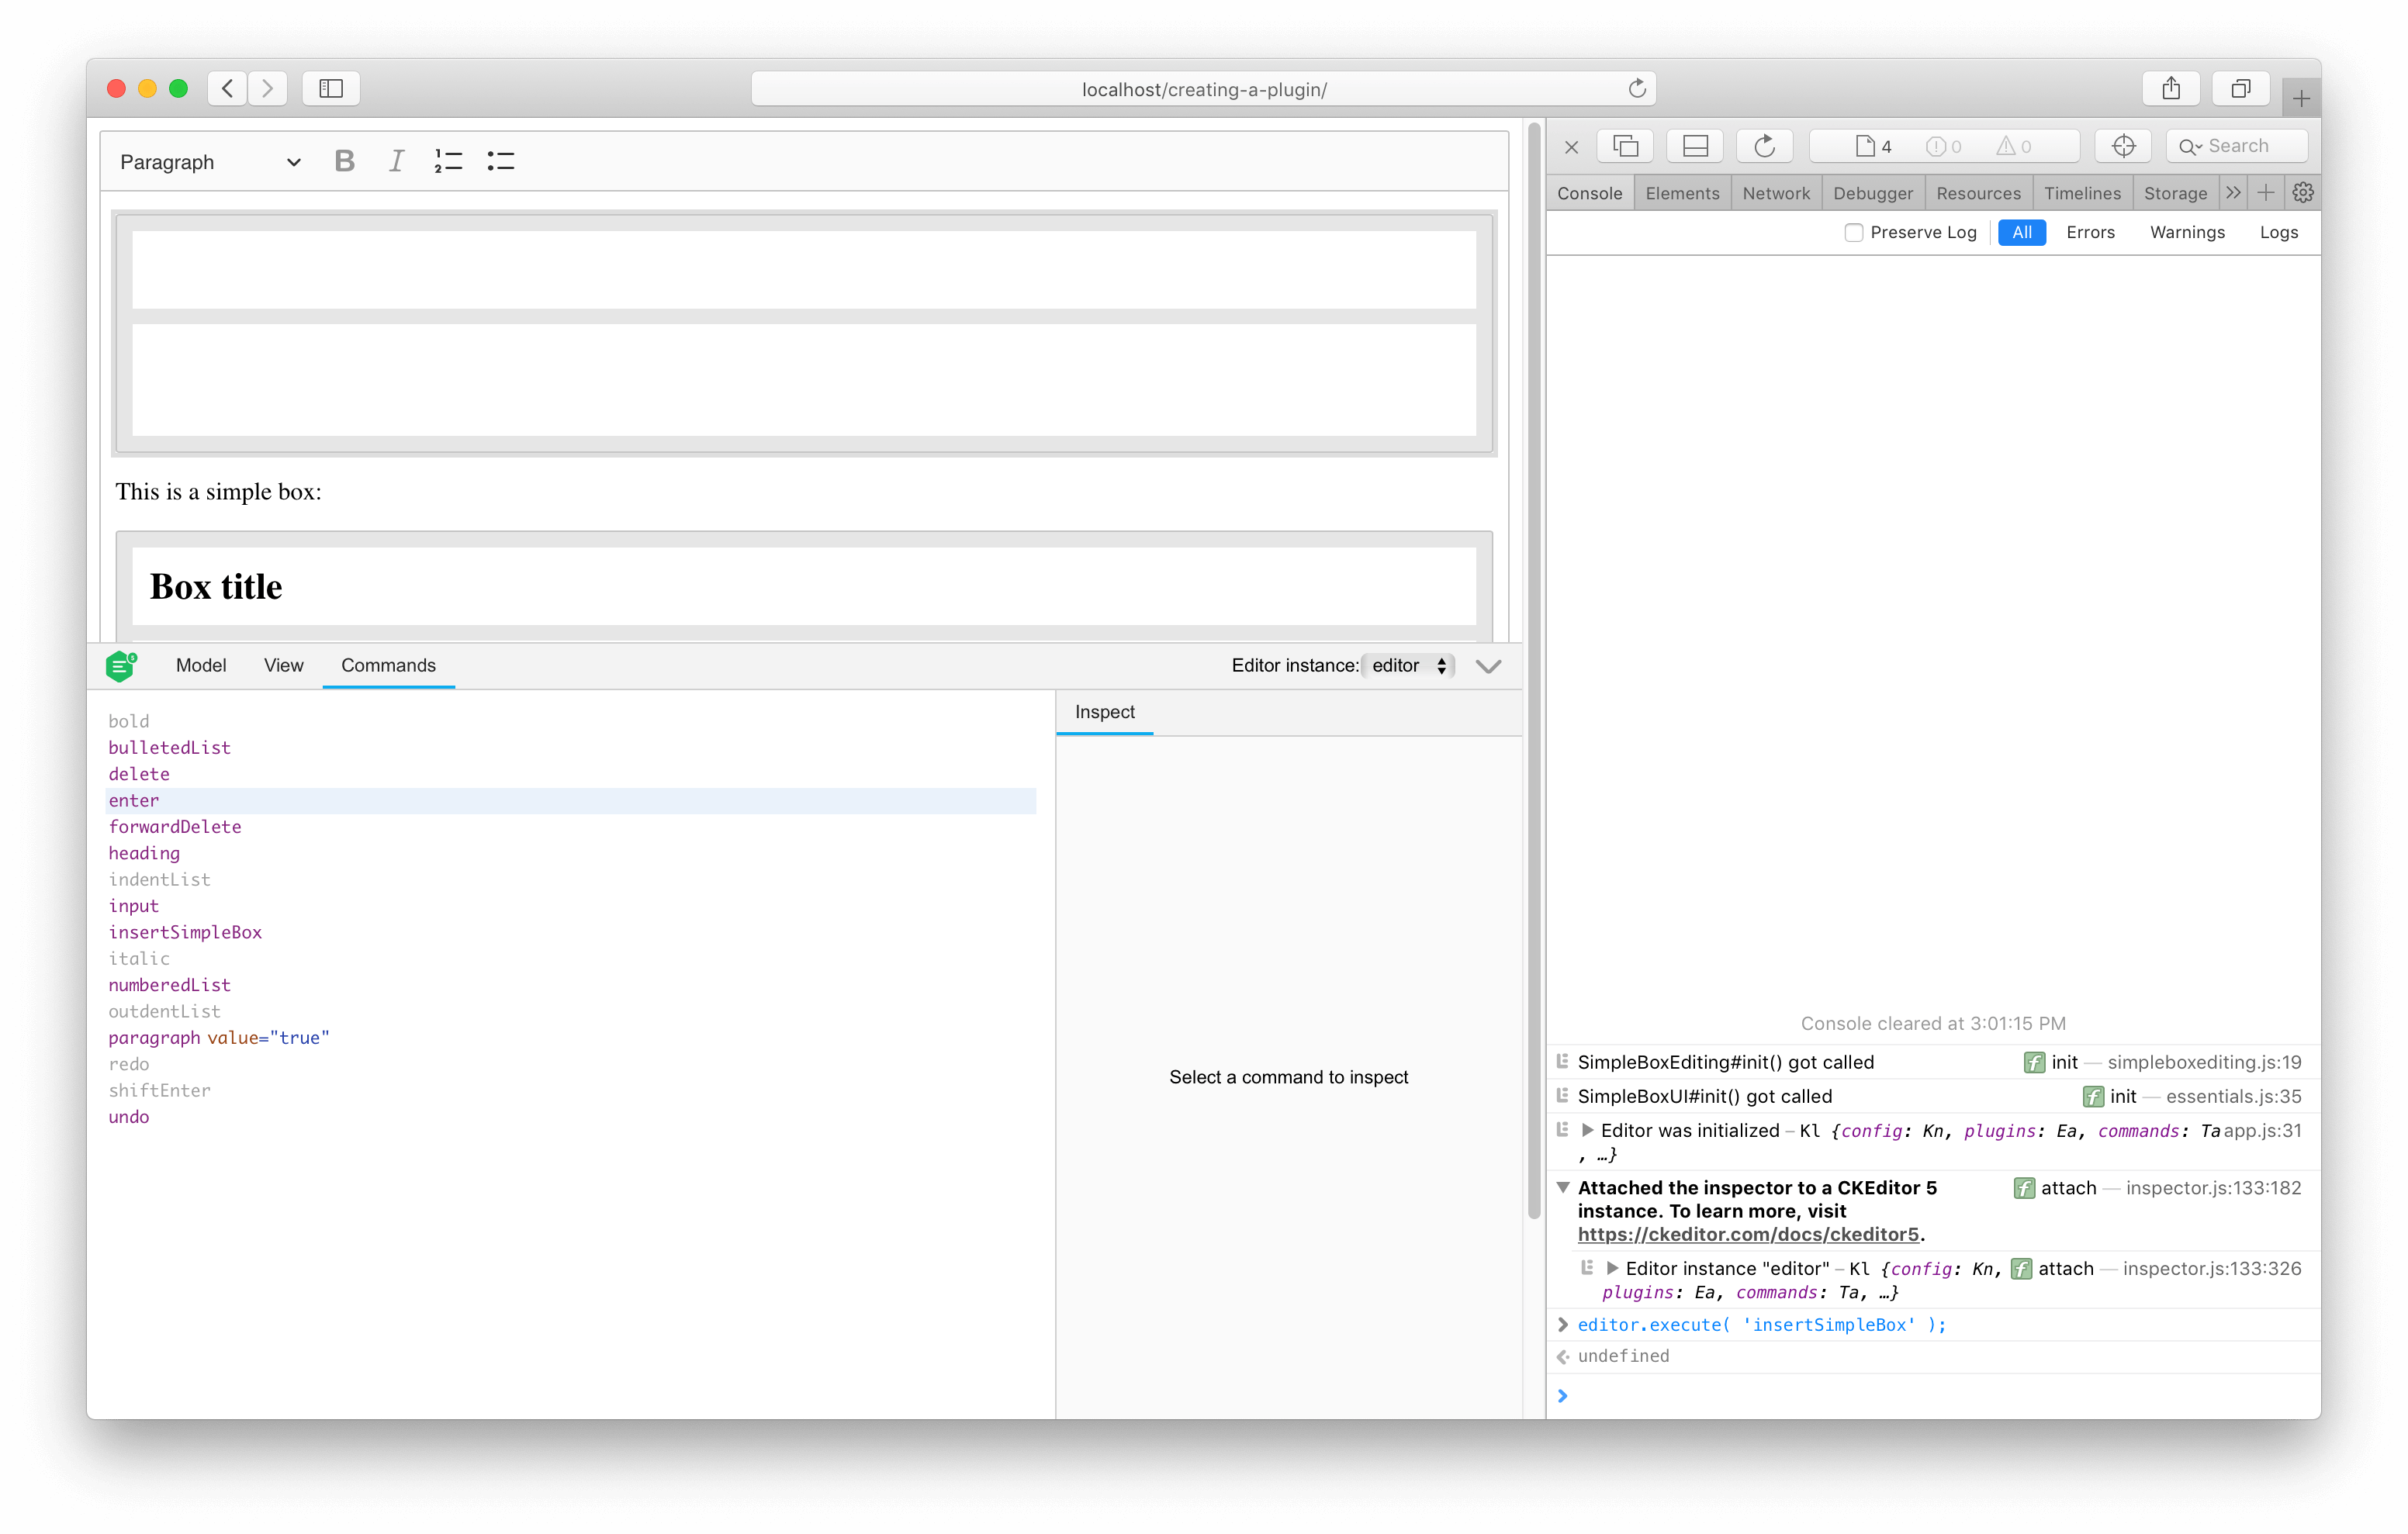 localhost/creating-a-plugin/
Paragraph
B I
This is a simple box:
Box title
Model View Commands Editor instance: editor
bold
bulletedList
delete
enter
forwardDelete
heading
indentList
input
insertSimpleBox
italic
numberedList
outdentList
paragraph value="true"
redo
shiftEnter
undo
Inspect
Select a command to inspect
4 0 0 Search
Console Elements Network Debugger Resources Timelines Storage
Preserve Log All Errors Warnings Logs
Console cleared at 3:01:15 PM
SimpleBoxEditing#init() got called f init — simpleboxediting.js:19
SimpleBoxUI#init() got called f init — essentials.js:35
Editor was initialized – Kl {config: Kn, plugins: Ea, commands: Ta app.js:31
, …}
Attached the inspector to a CKEditor 5 f attach — inspector.js:133:182
instance. To learn more, visit
https://ckeditor.com/docs/ckeditor5.
Editor instance "editor" – Kl {config: Kn, f attach — inspector.js:133:326
plugins: Ea, commands: Ta, …}
editor.execute( 'insertSimpleBox' );
undefined